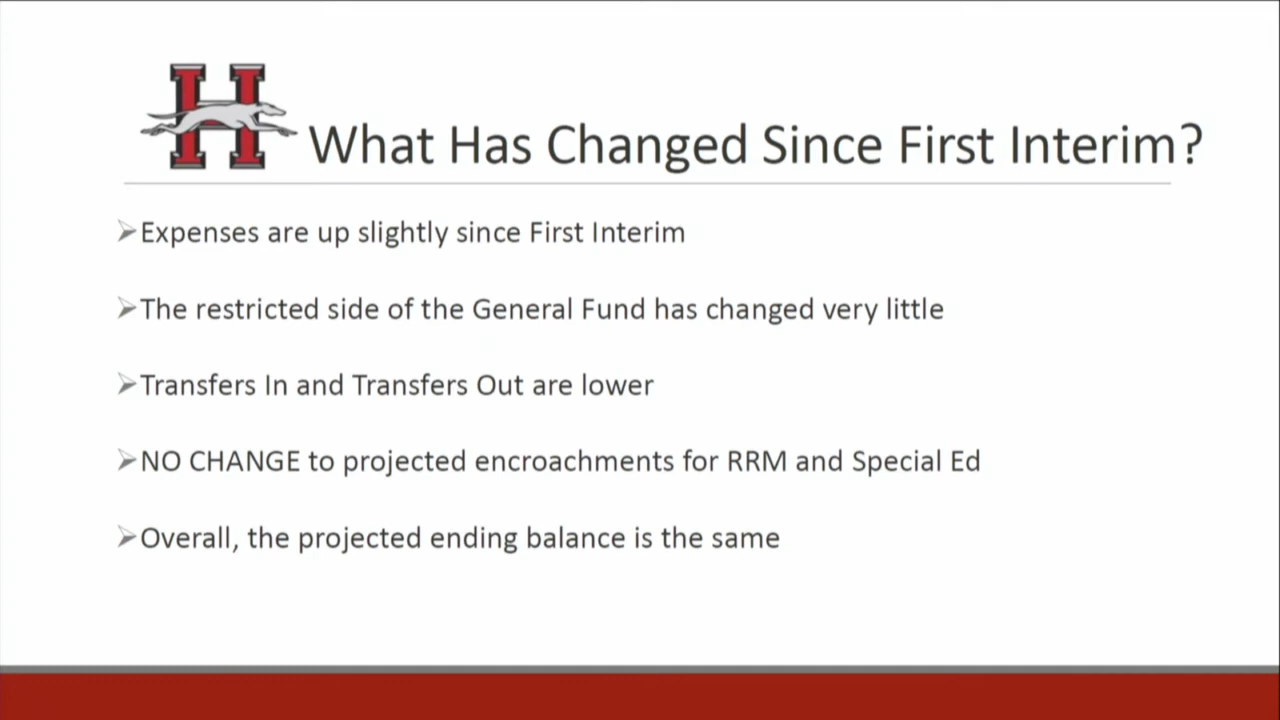 H
What Has Changed Since First Interim?
Expenses are up slightly since First Interim
The restricted side of the General Fund has changed very little
Transfers In and Transfers Out are lower
NO CHANGE to projected encroachments for RRM and Special Ed
Overall, the projected ending balance is the same